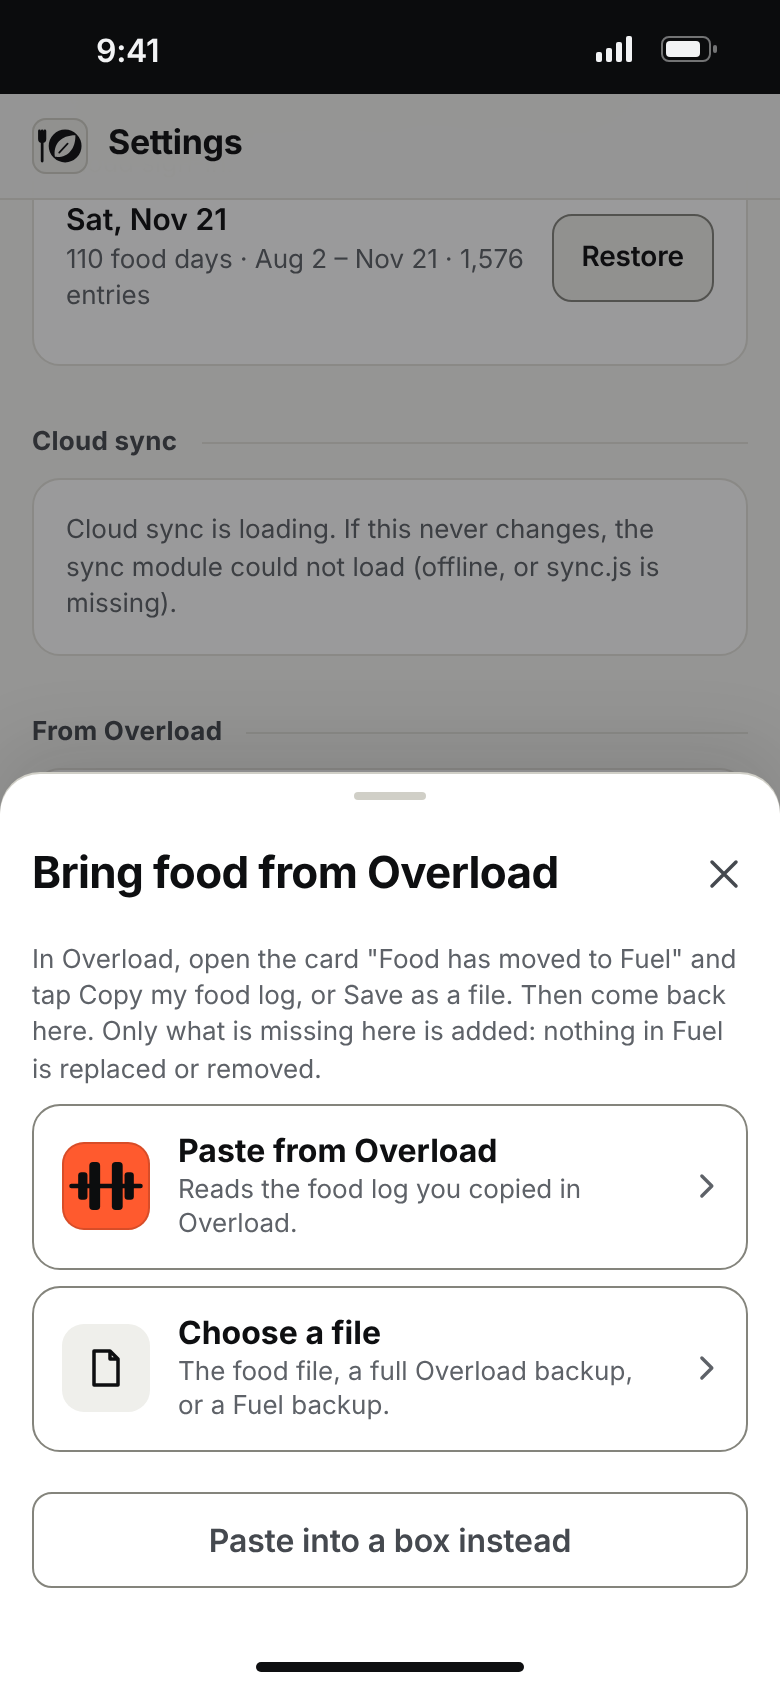 9:41
Settings
Sat, Nov 21
110 food days · Aug 2 – Nov 21 · 1,576
entries
Restore
Cloud sync
Cloud sync is loading. If this never changes, the
sync module could not load (offline, or sync.js is
missing).
From Overload
Bring food from Overload
In Overload, open the card "Food has moved to Fuel" and
tap Copy my food log, or Save as a file. Then come back
here. Only what is missing here is added: nothing in Fuel
is replaced or removed.
Paste from Overload
Reads the food log you copied in
Overload.
Choose a file
The food file, a full Overload backup,
or a Fuel backup.
Paste into a box instead